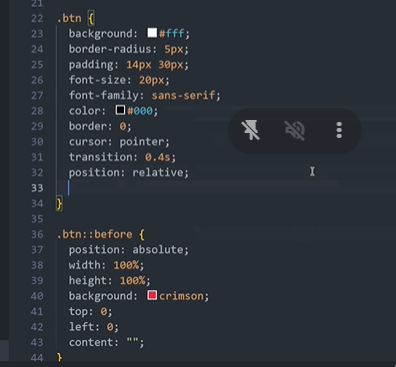 21
22 .btn {
23 background: #fff;
24 border-radius: 5px;
25 padding: 14px 30px;
26 font-size: 20px;
27 font-family: sans-serif;
28 color: #000;
29 border: 0;
30 cursor: pointer;
31 transition: 0.4s;
32 position: relative;
33
34 }
35
36 .btn::before {
37 position: absolute;
38 width: 100%;
39 height: 100%;
40 background: crimson;
41 top: 0;
42 left: 0;
43 content: "";
44 }